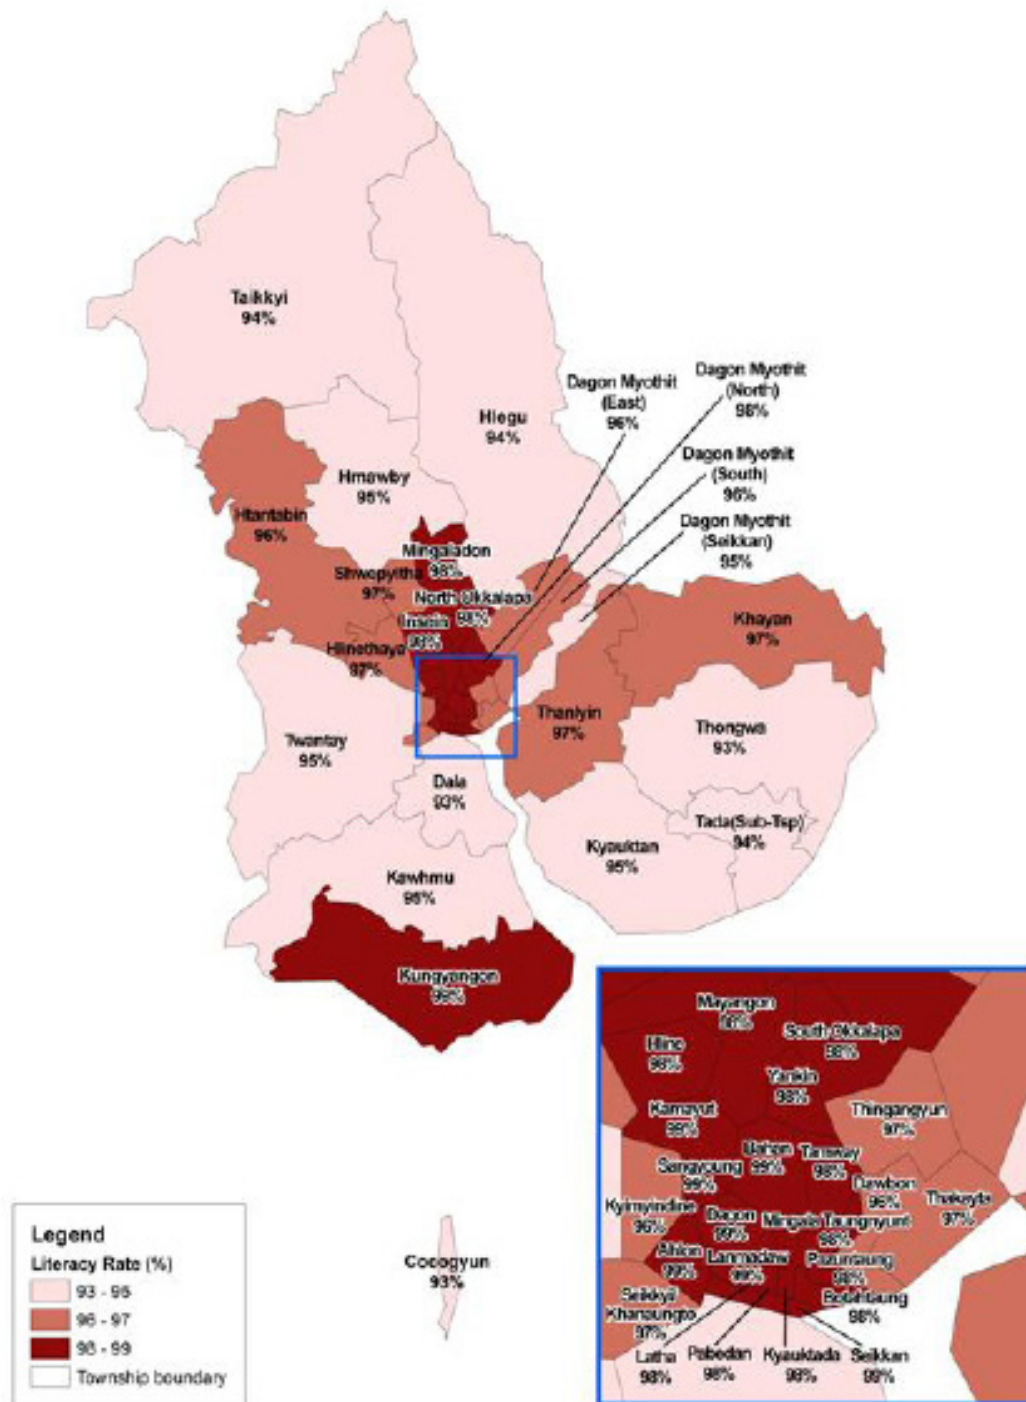 Taikkyi
94%
Hlegu
94%
Dagon Myothit
(East)
96%
Dagon Myothit
(North)
98%
Dagon Myothit
(South)
96%
Dagon Myothit
(Seikkan)
95%
Hmawby
95%
Htantabin
96%
Mingaladon
98%
Shwepyitha
97%
North Okkalapa
98%
Insein
98%
Hlinethaya
97%
Khayan
97%
Thanlyin
97%
Thongwa
93%
Twantay
95%
Dala
93%
Tada(Sub-Tsp)
94%
Kyauktan
95%
Kawhmu
95%
Kungyangon
Cocogyun
93%
Mayangon
98%
South Okkalapa
98%
Hline
98%
Yankin
98%
Kamayut
99%
Thingangyun
97%
Bahan
99%
Tamway
98%
Sangyoung
99%
Dawbon
96%
Thakayta
97%
Kyimyindine
96%
Dagon
99%
Mingala Taungnyunt
98%
Ahlon
99%
Lanmadaw
99%
Pazuntaung
98%
Botahtaung
98%
Seikkyi
Khanaungto
97%
Latha
98%
Pabedan
98%
Kyauktada
98%
Seikkan
99%
Legend
Literacy Rate (%)
93 - 95
96 - 97
98 - 99
Township boundary